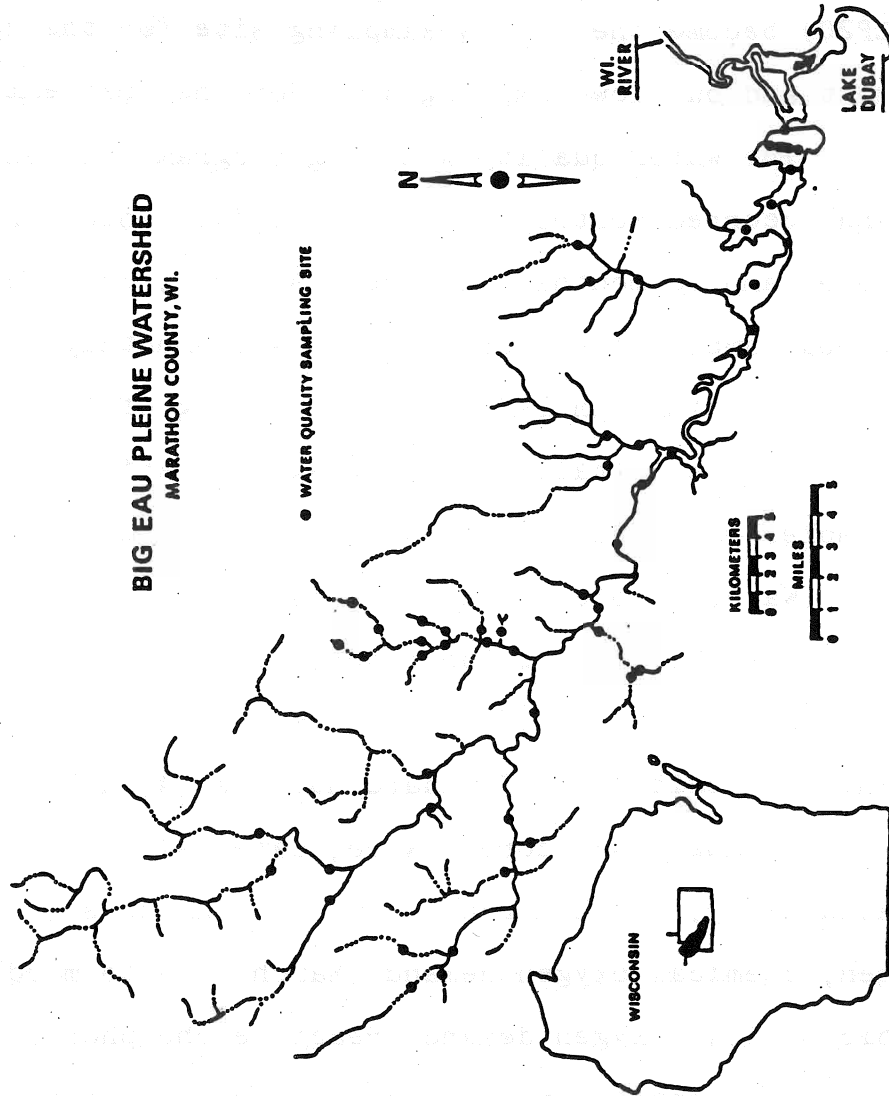 BIG EAU PLEINE WATERSHED
MARATHON COUNTY, WI.
● WATER QUALITY SAMPLING SITE
N
WI.
RIVER
LAKE
DUBAY
KILOMETERS
0 1 2 3 4 5
MILES
0 1 2 3 4 5
WISCONSIN